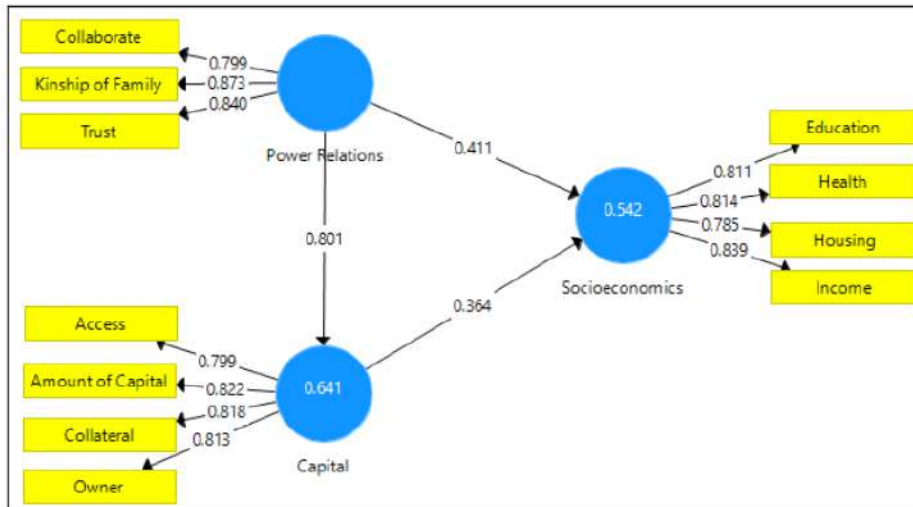 Collaborate
0.799
Kinship of Family
0.873
0.840
Trust
Power Relations
0.411
Education
0.811
Health
0.814
0.542
0.785
Housing
0.839
Socioeconomics
Income
0.801
0.364
Access
0.799
Amount of Capital
0.822
0.641
0.818
Collateral
0.813
Capital
Owner